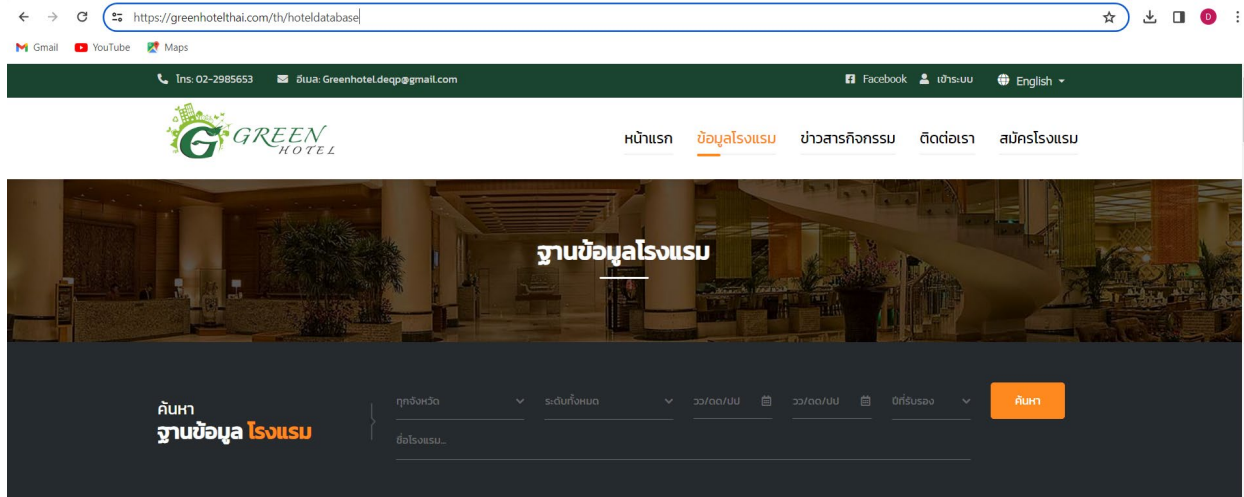 https://greenhotelthai.com/th/hoteldatabase
Gmail YouTube Maps
โทร: 02-2985653 อีเมล: Greenhotel.deqp@gmail.com Facebook เข้าระบบ English
GREEN
HOTEL
หน้าแรก ข้อมูลโรงแรม ข่าวสารกิจกรรม ติดต่อเรา สมัครโรงแรม
ฐานข้อมูลโรงแรม
ค้นหา
ฐานข้อมูล โรงแรม
ทุกจังหวัด ระดับทั้งหมด วว/ดด/ปป วว/ดด/ปป ปีที่รับรอง ค้นหา
ชื่อโรงแรม...